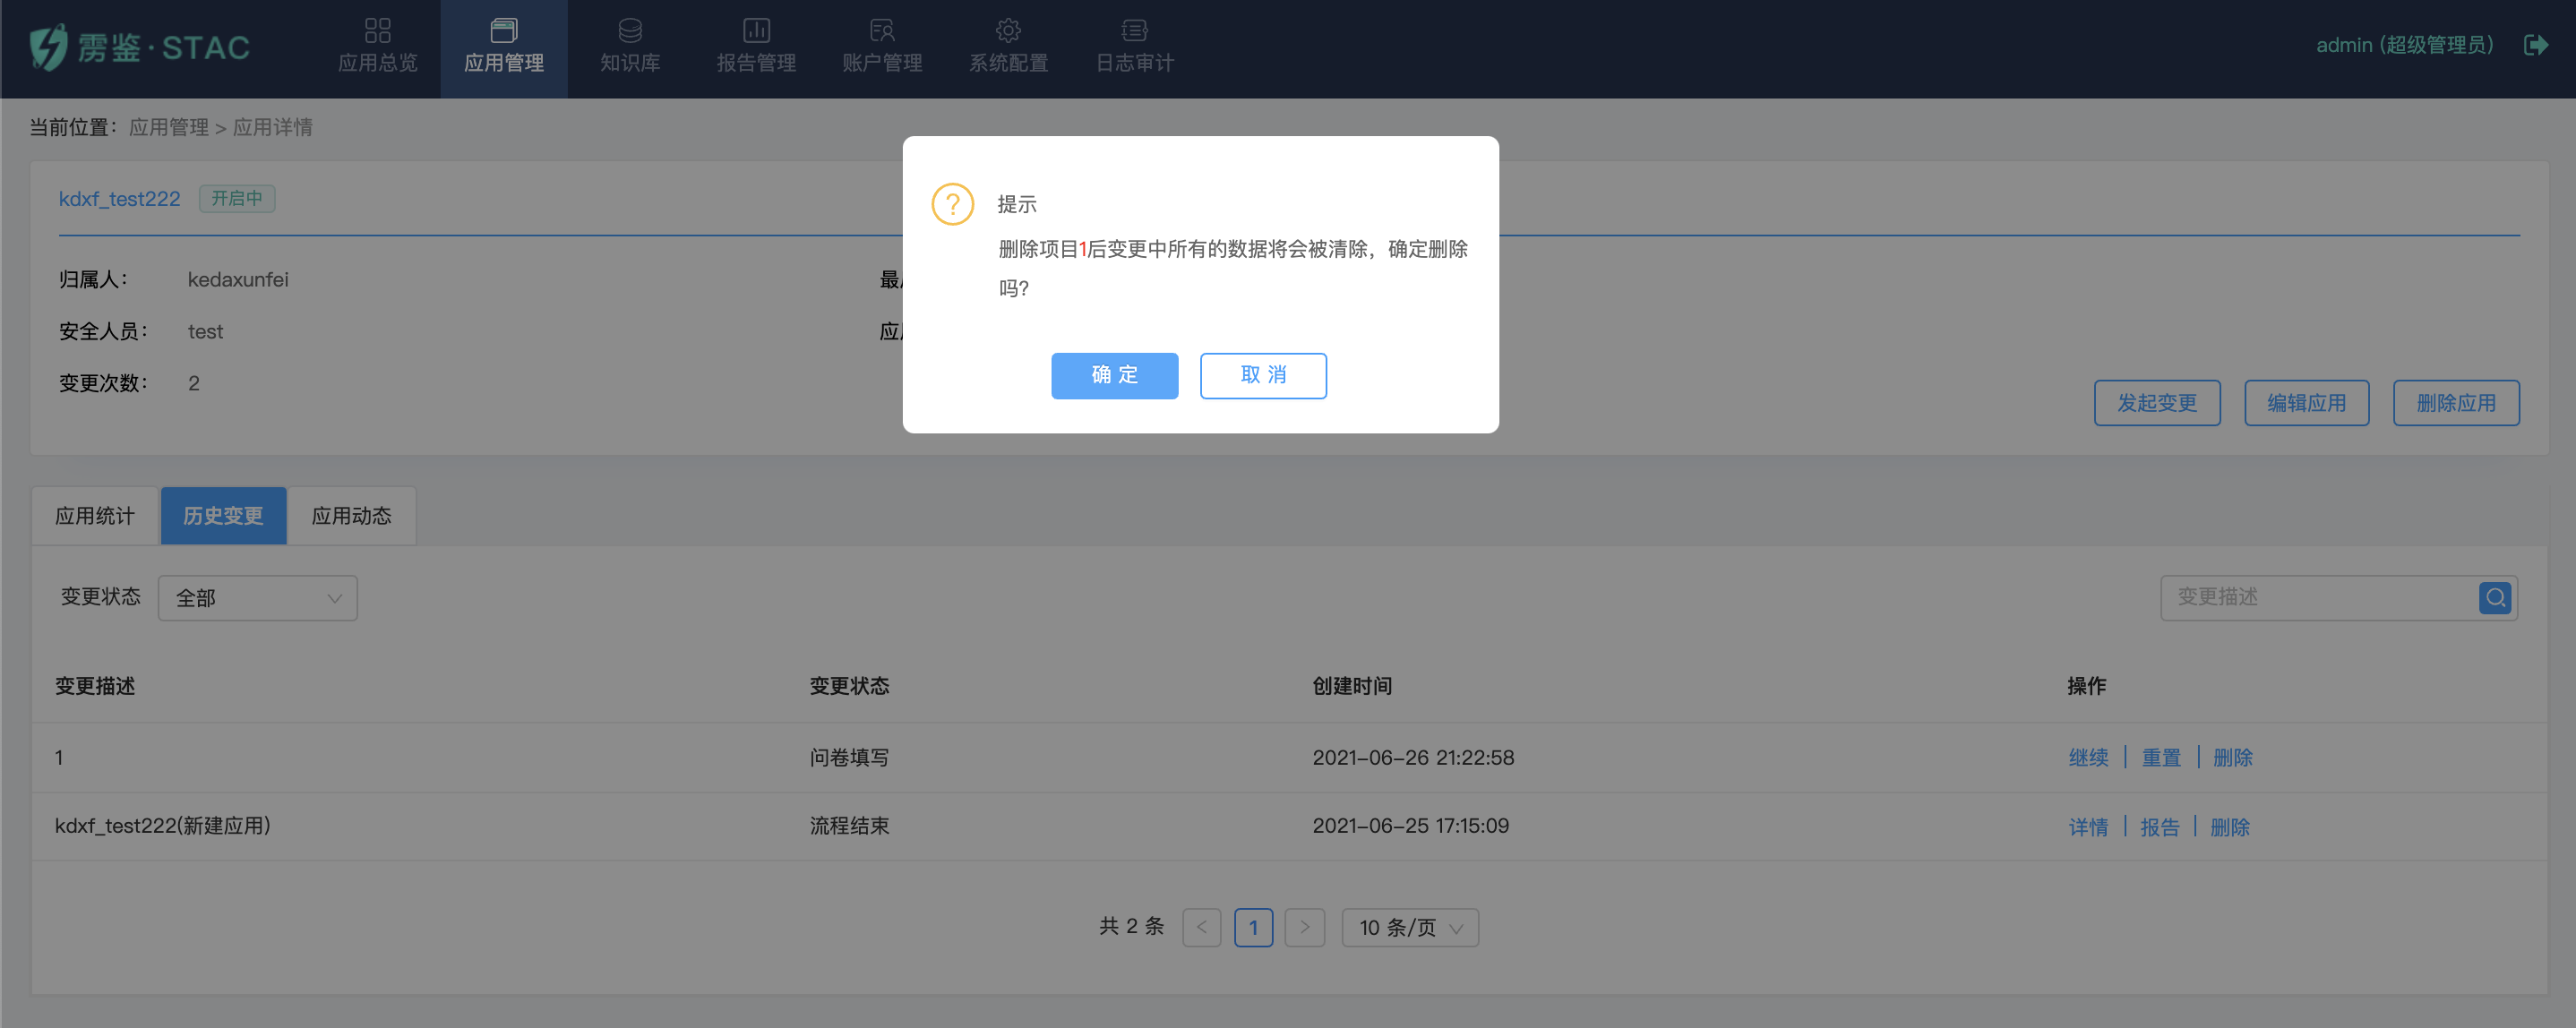 雳鉴·STAC
应用总览
应用管理
知识库
报告管理
账户管理
系统配置
日志审计
admin (超级管理员)
当前位置：应用管理 > 应用详情
kdxf_test222 开启中
提示
删除项目1后变更中所有的数据将会被清除，确定删除
吗？
确 定 取 消
归属人： kedaxunfei
安全人员： test
变更次数： 2
发起变更 编辑应用 删除应用
应用统计 历史变更 应用动态
变更状态 全部 变更描述
变更描述 变更状态 创建时间 操作
1 问卷填写 2021-06-26 21:22:58 继续 | 重置 | 删除
kdxf_test222(新建应用) 流程结束 2021-06-25 17:15:09 详情 | 报告 | 删除
共 2 条 < 1 > 10 条/页